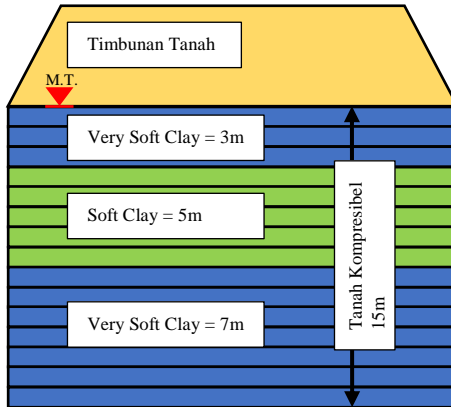 Timbunan Tanah
M.T.
Very Soft Clay = 3m
Soft Clay = 5m
Tanah Kompresibel
15m
Very Soft Clay = 7m